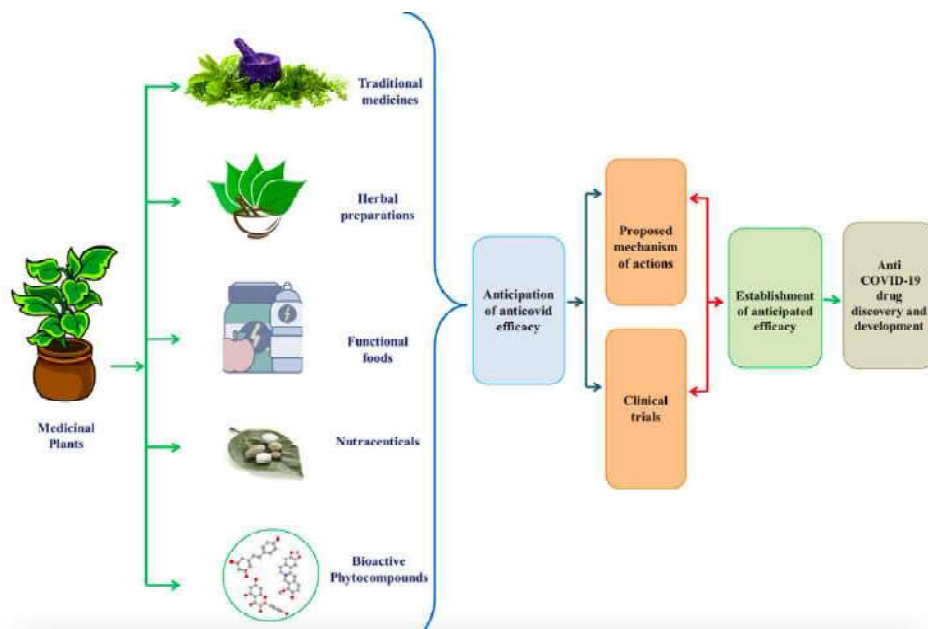 Traditional
medicines
Herbal
preparations
Functional
foods
Nutraceuticals
Bioactive
Phytocompounds
Medicinal
Plants
Anticipation
of anticovid
efficacy
Proposed
mechanism
of actions
Clinical
trials
Establishment
of anticipated
efficacy
Anti
COVID-19
drug
discovery and
development